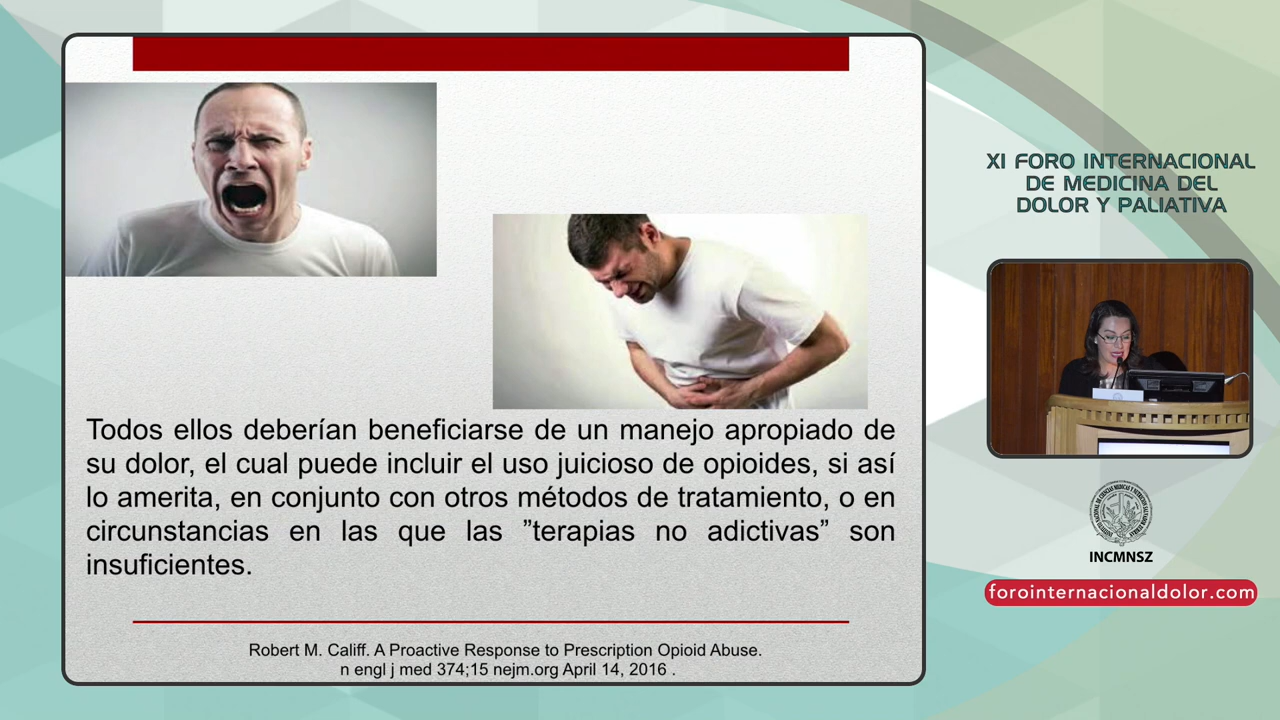 Todos ellos deberían beneficiarse de un manejo apropiado de
su dolor, el cual puede incluir el uso juicioso de opioides, si así
lo amerita, en conjunto con otros métodos de tratamiento, o en
circunstancias en las que las ”terapias no adictivas” son
insuficientes.
Robert M. Califf. A Proactive Response to Prescription Opioid Abuse.
n engl j med 374;15 nejm.org April 14, 2016 .
XI FORO INTERNACIONAL
DE MEDICINA DEL
DOLOR Y PALIATIVA
INCMNSZ
forointernacionaldolor.com